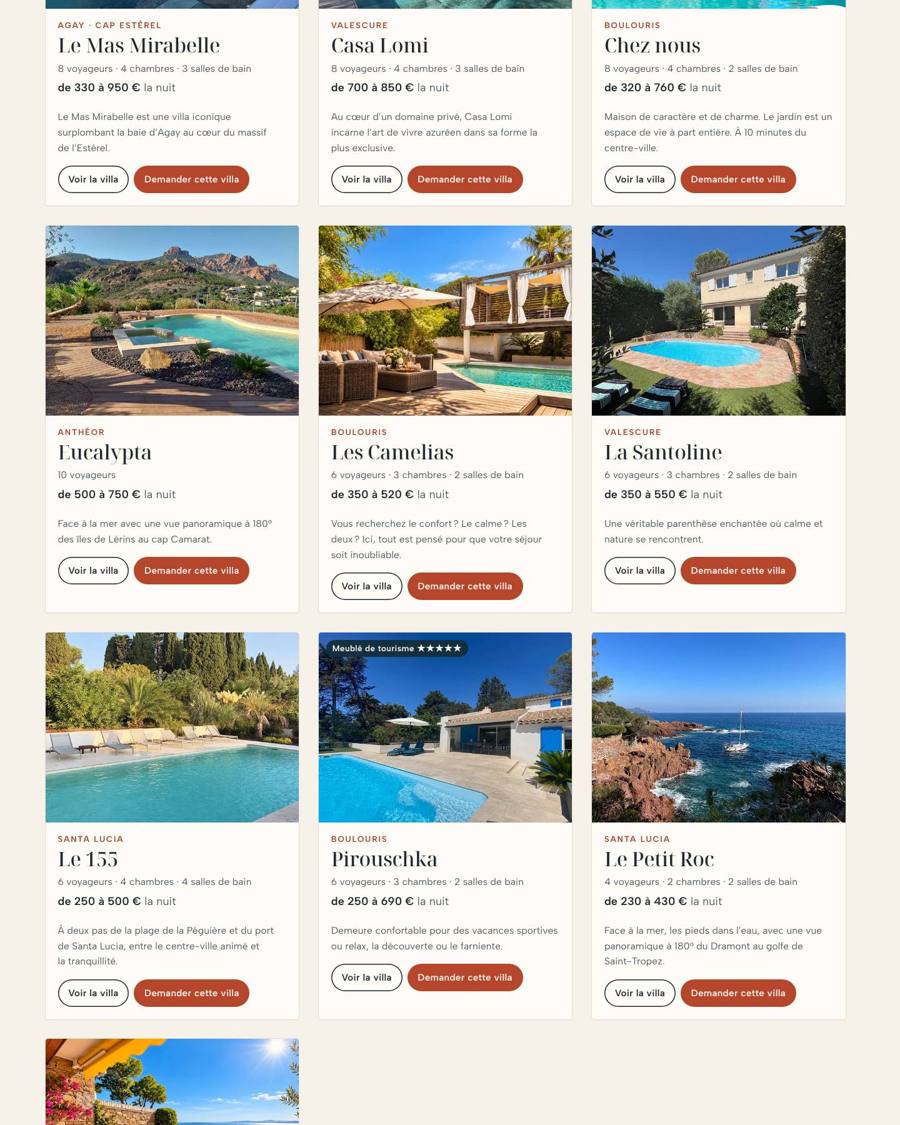 AGAY · CAP ESTÉREL
Le Mas Mirabelle
8 voyageurs · 4 chambres · 3 salles de bain
de 330 à 950 € la nuit
Le Mas Mirabelle est une villa iconique
surplombant la baie d’Agay au cœur du massif
de l’Estérel.
Voir la villa
Demander cette villa
VALESCURE
Casa Lomi
8 voyageurs · 4 chambres · 3 salles de bain
de 700 à 850 € la nuit
Au cœur d’un domaine privé, Casa Lomi
incarne l’art de vivre azuréen dans sa forme la
plus exclusive.
Voir la villa
Demander cette villa
BOULOURIS
Chez nous
8 voyageurs · 4 chambres · 2 salles de bain
de 320 à 760 € la nuit
Maison de caractère et de charme. Le jardin est un
espace de vie à part entière. À 10 minutes du
centre-ville.
Voir la villa
Demander cette villa
ANTHÉOR
Eucalypta
10 voyageurs
de 500 à 750 € la nuit
Face à la mer avec une vue panoramique à 180°
des îles de Lérins au cap Camarat.
Voir la villa
Demander cette villa
BOULOURIS
Les Camelias
6 voyageurs · 3 chambres · 2 salles de bain
de 350 à 520 € la nuit
Vous recherchez le confort ? Le calme ? Les
deux ? Ici, tout est pensé pour que votre séjour
soit inoubliable.
Voir la villa
Demander cette villa
VALESCURE
La Santoline
6 voyageurs · 3 chambres · 2 salles de bain
de 350 à 550 € la nuit
Une véritable parenthèse enchantée où calme et
nature se rencontrent.
Voir la villa
Demander cette villa
SANTA LUCIA
Le 155
6 voyageurs · 4 chambres · 4 salles de bain
de 250 à 500 € la nuit
À deux pas de la plage de la Péguière et du port
de Santa Lucia, entre le centre-ville animé et
la tranquillité.
Voir la villa
Demander cette villa
Meublé de tourisme ★★★★★
BOULOURIS
Pirouschka
6 voyageurs · 3 chambres · 2 salles de bain
de 250 à 690 € la nuit
Demeure confortable pour des vacances sportives
ou relax, la découverte ou le farniente.
Voir la villa
Demander cette villa
SANTA LUCIA
Le Petit Roc
4 voyageurs · 2 chambres · 2 salles de bain
de 230 à 430 € la nuit
Face à la mer, les pieds dans l’eau, avec une vue
panoramique à 180° du Dramont au golfe de
Saint-Tropez.
Voir la villa
Demander cette villa